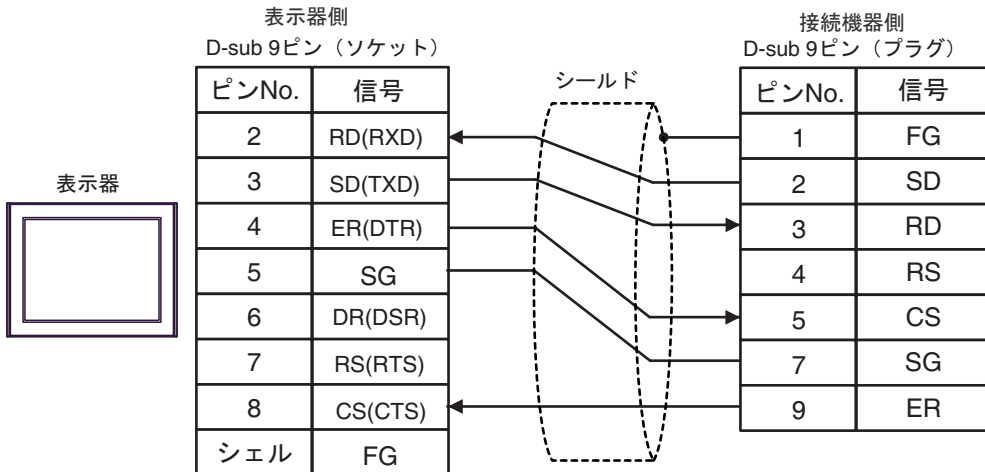 表示器側
D-sub 9ピン（ソケット）
ピンNo. 信号
2 RD(RXD)
3 SD(TXD)
4 ER(DTR)
5 SG
6 DR(DSR)
7 RS(RTS)
8 CS(CTS)
シェル FG
表示器
シールド
接続機器側
D-sub 9ピン（プラグ）
ピンNo. 信号
1 FG
2 SD
3 RD
4 RS
5 CS
7 SG
9 ER